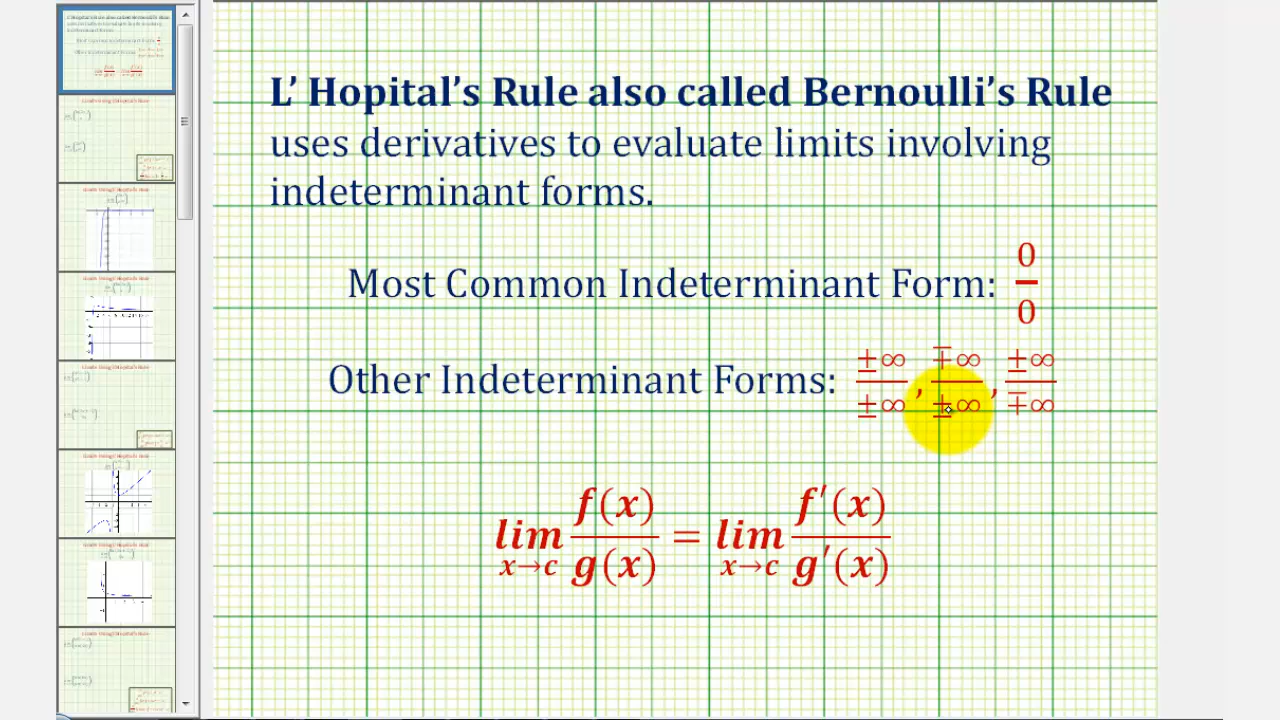 L' Hopital's Rule also called Bernoulli's Rule
uses derivatives to evaluate limits involving
indeterminant forms.
Most Common Indeterminant Form: 0/0
Other Indeterminant Forms: ±∞/±∞, ∓∞/±∞, ±∞/∓∞
lim x→c f(x)/g(x) = lim x→c f′(x)/g′(x)